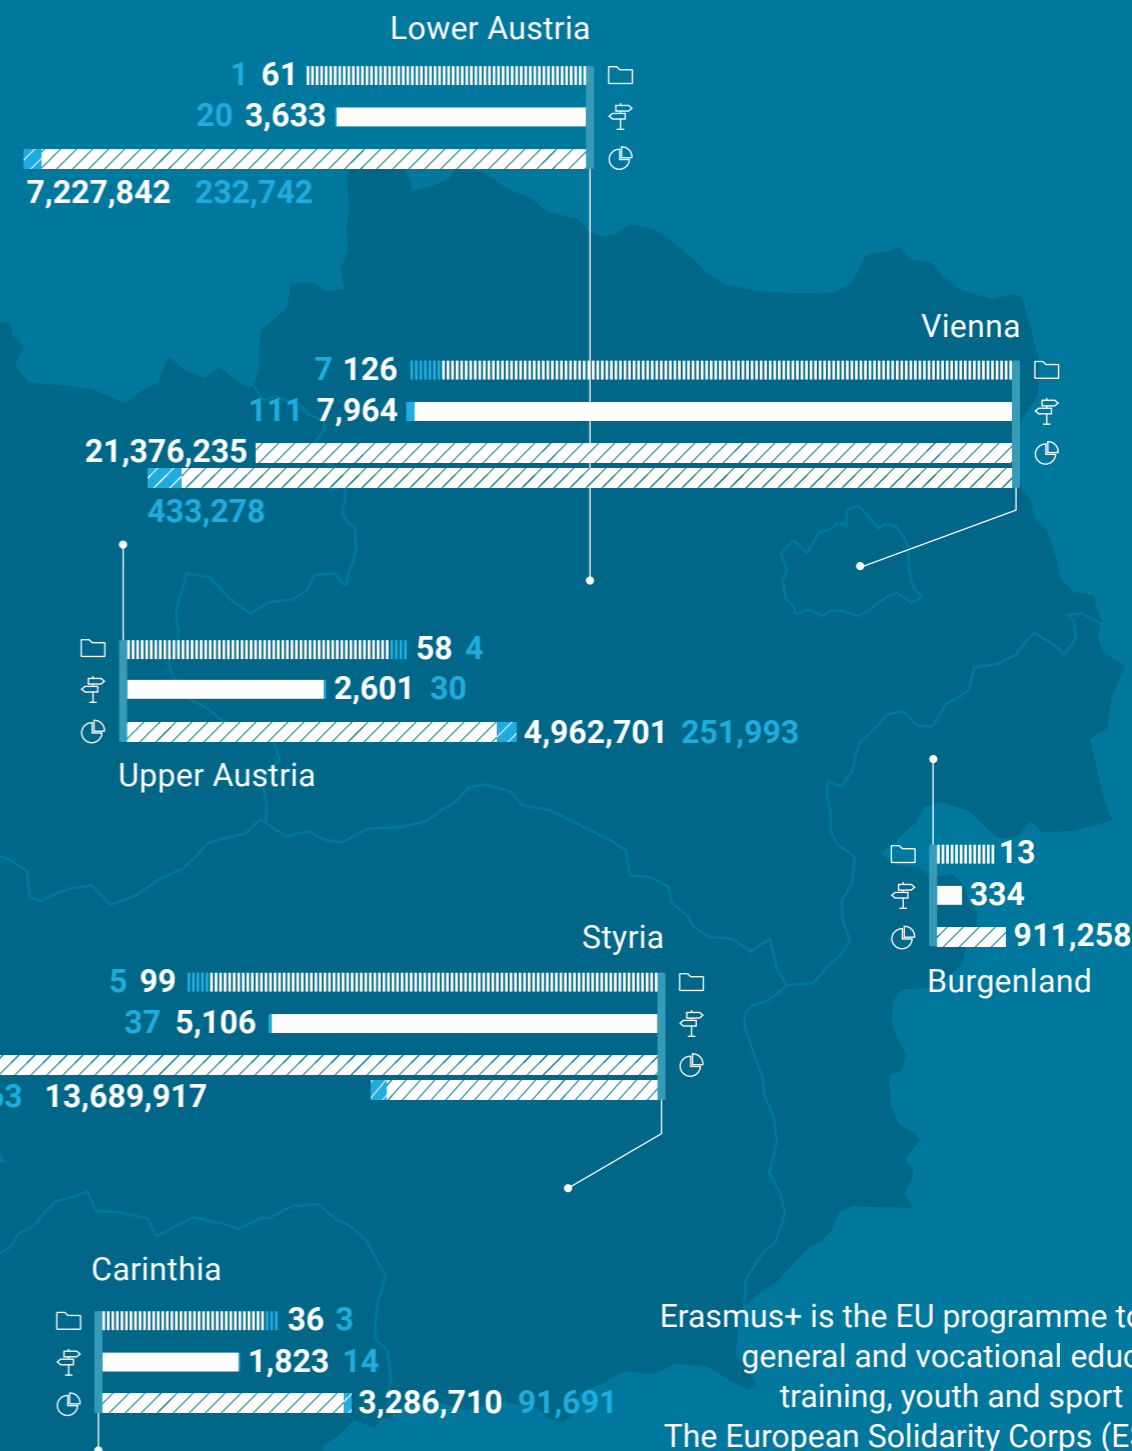 Lower Austria
1 61
20 3,633
7,227,842 232,742
Vienna
7 126
111 7,964
21,376,235
433,278
58 4
2,601 30
4,962,701 251,993
Upper Austria
13
334
911,258
Burgenland
Styria
5 99
37 5,106
13,689,917
Carinthia
36 3
1,823 14
3,286,710 91,691
Erasmus+ is the EU programme
general and vocational
training, youth and sport
The European Solidarity Corps